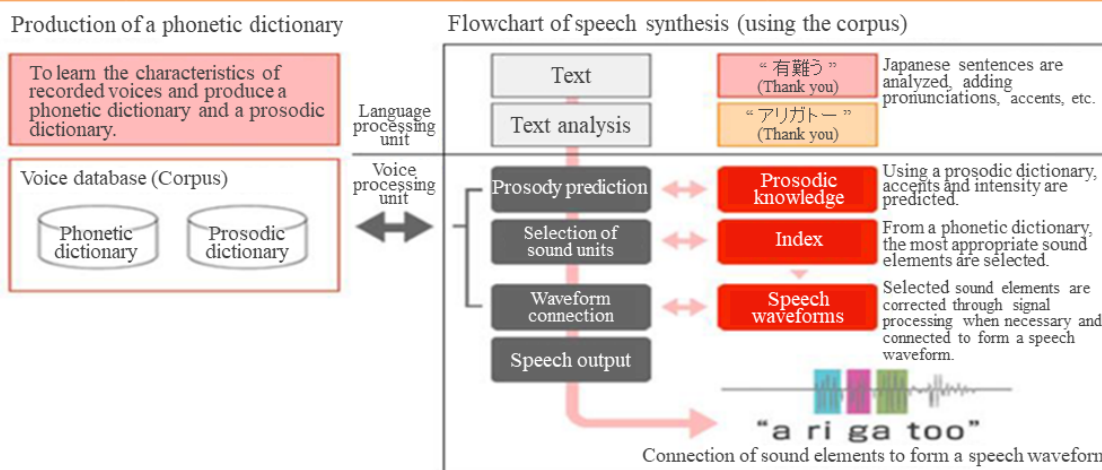 Production of a phonetic dictionary
To learn the characteristics of
recorded voices and produce a
phonetic dictionary and a prosodic
dictionary.
Voice database (Corpus)
Phonetic
dictionary
Prosodic
dictionary
Language
processing
unit
Voice
processing
unit
Flowchart of speech synthesis (using the corpus)
Text
“ 有難う ”
(Thank you)
Japanese sentences are
analyzed, adding
pronunciations, accents, etc.
Text analysis
“ アリガトー ”
(Thank you)
Prosody prediction
Prosodic
knowledge
Using a prosodic dictionary,
accents and intensity are
predicted.
Selection of
sound units
Index
From a phonetic dictionary,
the most appropriate sound
elements are selected.
Waveform
connection
Speech
waveforms
Selected sound elements are
corrected through signal
processing when necessary and
connected to form a speech
waveform.
Speech output
“a ri ga too”
Connection of sound elements to form a speech waveform